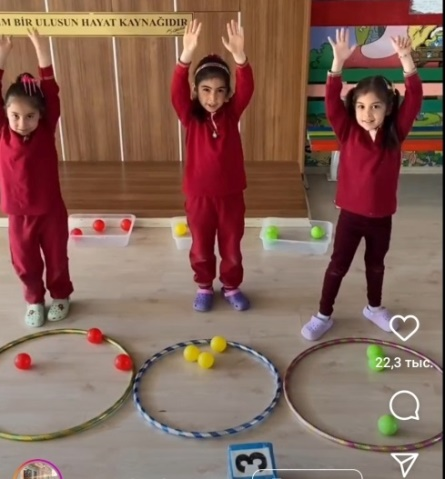 M BİR ULUSUN HAYAT KAYNAĞIDIR
22,3 тыс.
3